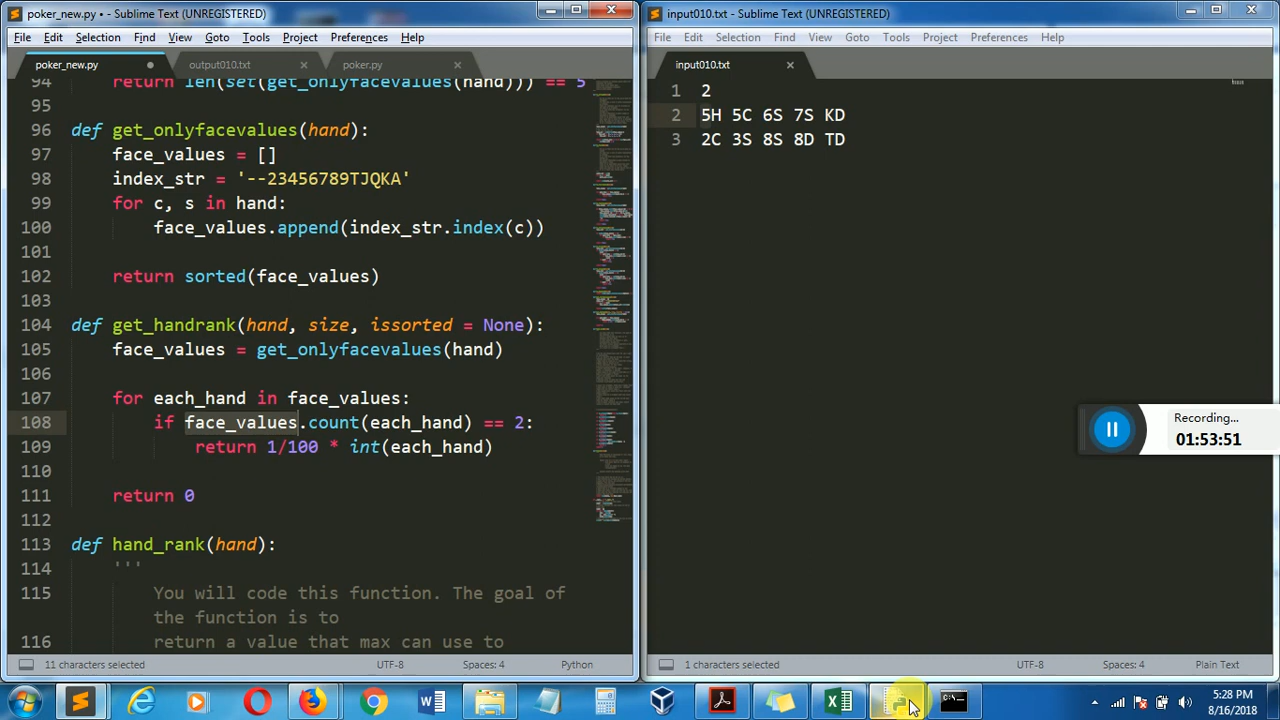 poker_new.py • - Sublime Text (UNREGISTERED)
File Edit Selection Find View Goto Tools Project Preferences Help
poker_new.py output010.txt poker.py
94 return len(set(get_onlyfacevalues(hand))) == 5
95
96 def get_onlyfacevalues(hand):
97 face_values = []
98 index_str = '--23456789TJQKA'
99 for c, s in hand:
100 face_values.append(index_str.index(c))
101
102 return sorted(face_values)
103
104 def get_handrank(hand, size, issorted = None):
105 face_values = get_onlyfacevalues(hand)
106
107 for each_hand in face_values:
108 if face_values.count(each_hand) == 2:
109 return 1/100 * int(each_hand)
110
111 return 0
112
113 def hand_rank(hand):
114 '''
115 You will code this function. The goal of
the function is to
116 return a value that max can use to
11 characters selected UTF-8 Spaces: 4 Python
input010.txt - Sublime Text (UNREGISTERED)
File Edit Selection Find View Goto Tools Project Preferences Help
input010.txt
1 2
2 5H 5C 6S 7S KD
3 2C 3S 8S 8D TD
1 characters selected UTF-8 Spaces: 4 Plain Text
Recording...
01:53:51
5:28 PM
8/16/2018